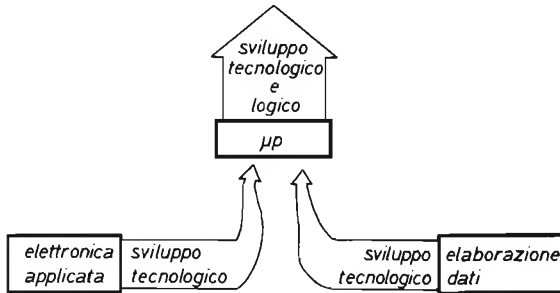 sviluppo
tecnologico
e
logico
μp
elettronica
applicata
sviluppo
tecnologico
sviluppo
tecnologico
elaborazione
dati